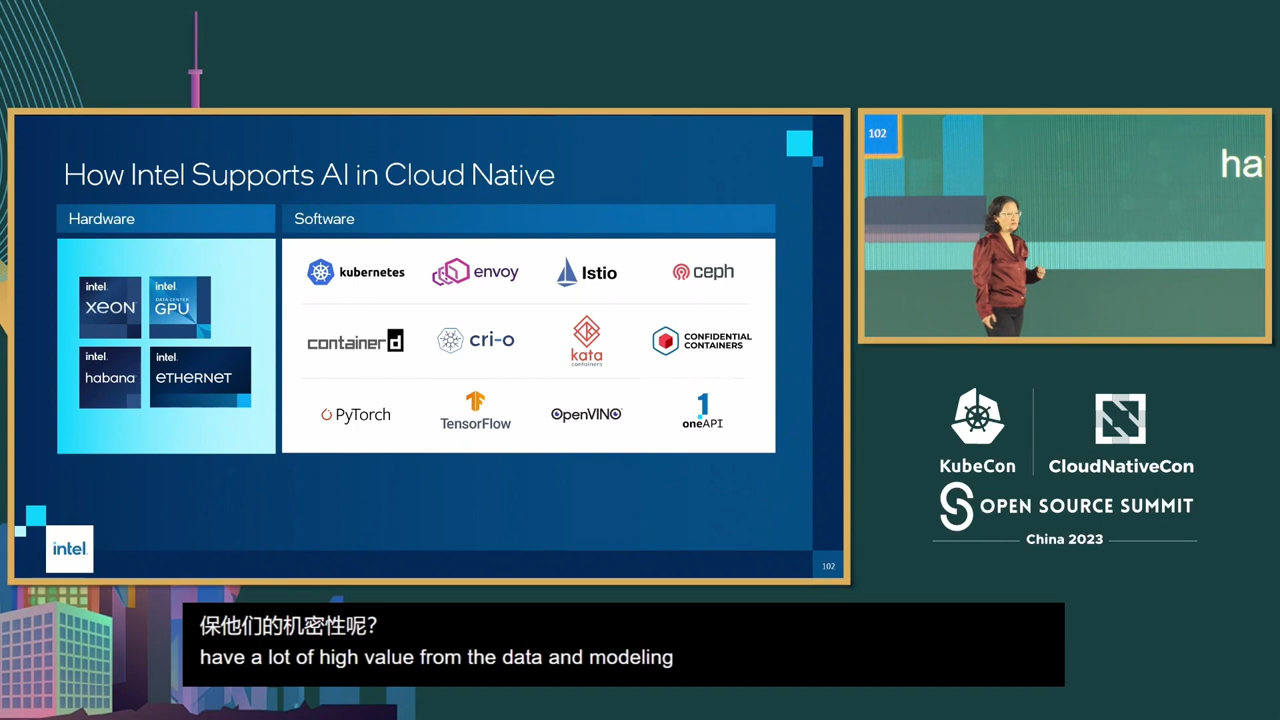 How Intel Supports AI in Cloud Native
Hardware
Software
intel
XEON
intel
DATA CENTER
GPU
intel
habana
intel
ETHERNET
kubernetes
envoy
Istio
ceph
containerd
cri-o
kata
containers
CONFIDENTIAL
CONTAINERS
PyTorch
TensorFlow
OpenVINO
1
oneAPI
intel
102
102
ha
KubeCon
CloudNativeCon
OPEN SOURCE SUMMIT
China 2023
保他们的机密性呢?
have a lot of high value from the data and modeling